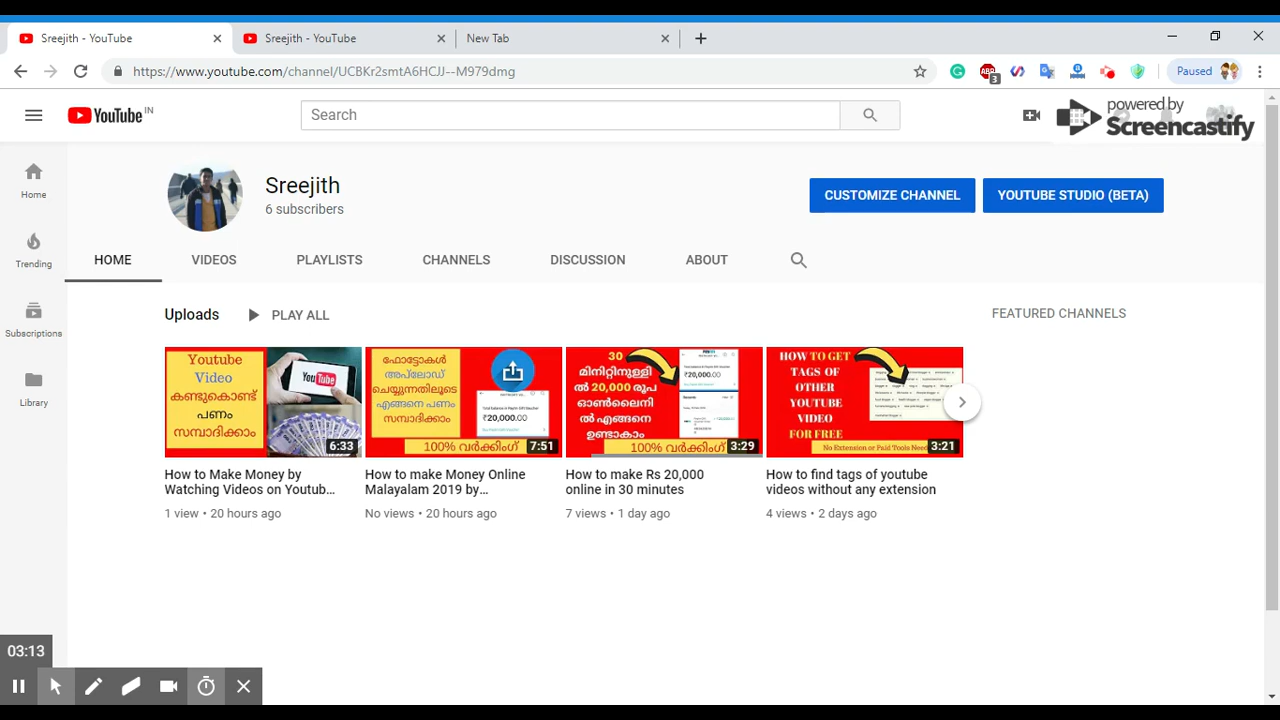 Sreejith - YouTube
Sreejith - YouTube
New Tab
https://www.youtube.com/channel/UCBKr2smtA6HCJJ--M979dmg
ABP
3
Paused
YouTube IN
Search
powered by
Screencastify
Home
Trending
Subscriptions
Library
Sreejith
6 subscribers
CUSTOMIZE CHANNEL
YOUTUBE STUDIO (BETA)
HOME
VIDEOS
PLAYLISTS
CHANNELS
DISCUSSION
ABOUT
Uploads
PLAY ALL
FEATURED CHANNELS
Youtube
Video
കണ്ടുകൊണ്ട്
പണം
സമ്പാദിക്കാം
YouTube
6:33
ഫോട്ടോകൾ
അപ്ലോഡ്
ചെയ്യുന്നതിലൂടെ
എങ്ങനെ പണം
സമ്പാദിക്കാം
₹20,000.00
100% വർക്കിംഗ്
7:51
30
മിനിറ്റിനുള്ളി
ൽ 20,000 രൂപ
ഓൺലൈനി
ൽ എങ്ങനെ
ഉണ്ടാകാം
₹20,000.00
100% വർക്കിംഗ്
3:29
HOW TO GET
TAGS OF
OTHER
YOUTUBE
VIDEO
FOR FREE
No Extension or Paid Tools
3:21
How to Make Money by
Watching Videos on Youtub...
1 view • 20 hours ago
How to make Money Online
Malayalam 2019 by...
No views • 20 hours ago
How to make Rs 20,000
online in 30 minutes
7 views • 1 day ago
How to find tags of youtube
videos without any extension
4 views • 2 days ago
03:13